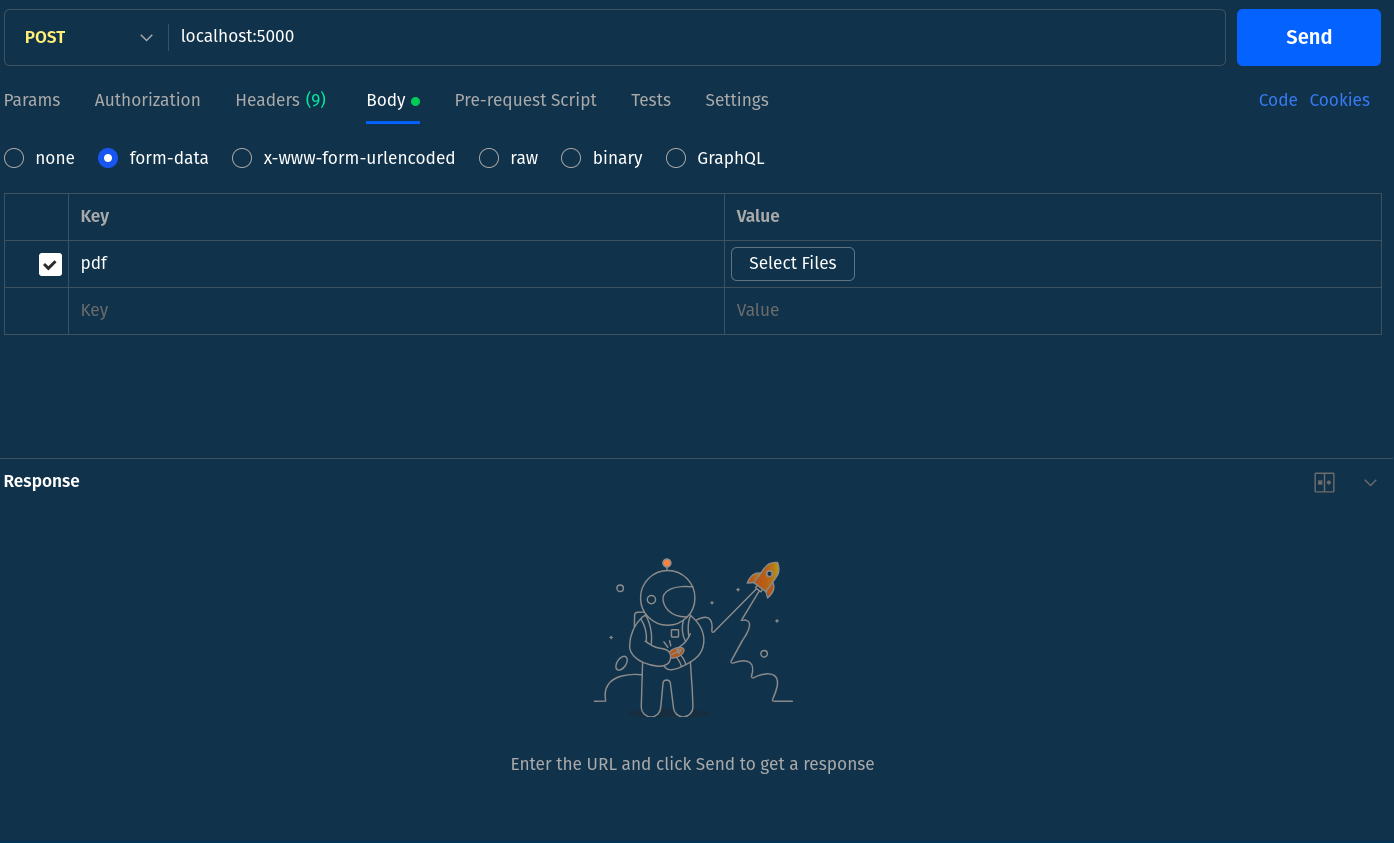 POST localhost:5000 Send
Params Authorization Headers (9) Body Pre-request Script Tests Settings Code Cookies
none form-data x-www-form-urlencoded raw binary GraphQL
Key Value
pdf Select Files
Key Value
Response
Enter the URL and click Send to get a response